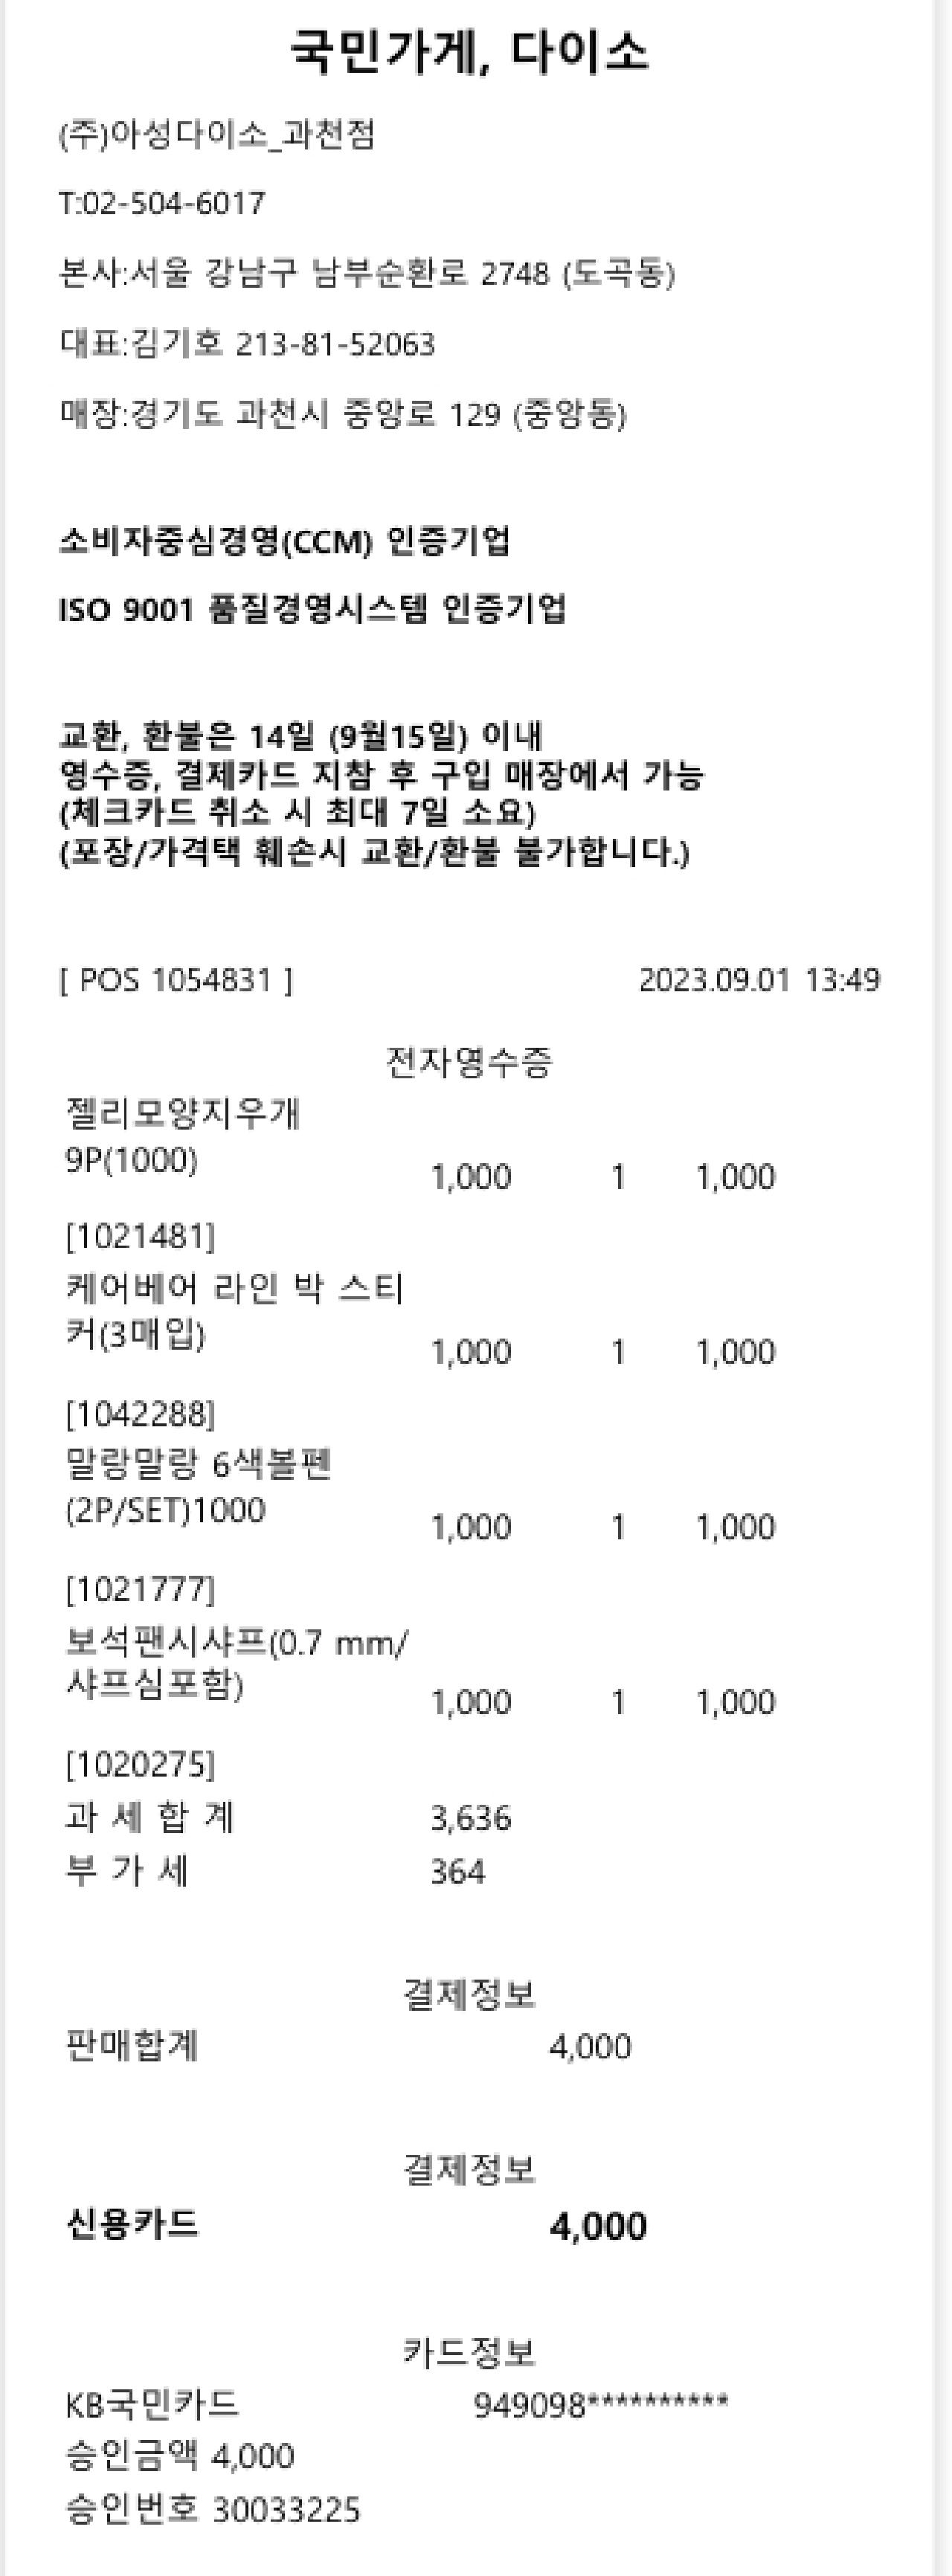 국민가게, 다이소
(주)아성다이소_과천점
T:02-504-6017
본사:서울 강남구 남부순환로 2748 (도곡동)
대표:김기호 213-81-52063
매장:경기도 과천시 중앙로 129 (중앙동)
소비자중심경영(CCM) 인증기업
ISO 9001 품질경영시스템 인증기업
교환, 환불은 14일 (9월15일) 이내
영수증, 결제카드 지참 후 구입 매장에서 가능
(체크카드 취소 시 최대 7일 소요)
(포장/가격택 훼손시 교환/환불 불가합니다.)
[ POS 1054831 ] 2023.09.01 13:49
전자영수증
젤리모양지우개
9P(1000) 1,000 1 1,000
[1021481]
케어베어 라인 박 스티
커(3매입) 1,000 1 1,000
[1042288]
말랑말랑 6색볼펜
(2P/SET)1000 1,000 1 1,000
[1021777]
보석팬시샤프(0.7 mm/
샤프심포함) 1,000 1 1,000
[1020275]
과 세 합 계 3,636
부 가 세 364
결제정보
판매합계 4,000
결제정보
신용카드 4,000
카드정보
KB국민카드 949098**********
승인금액 4,000
승인번호 30033225